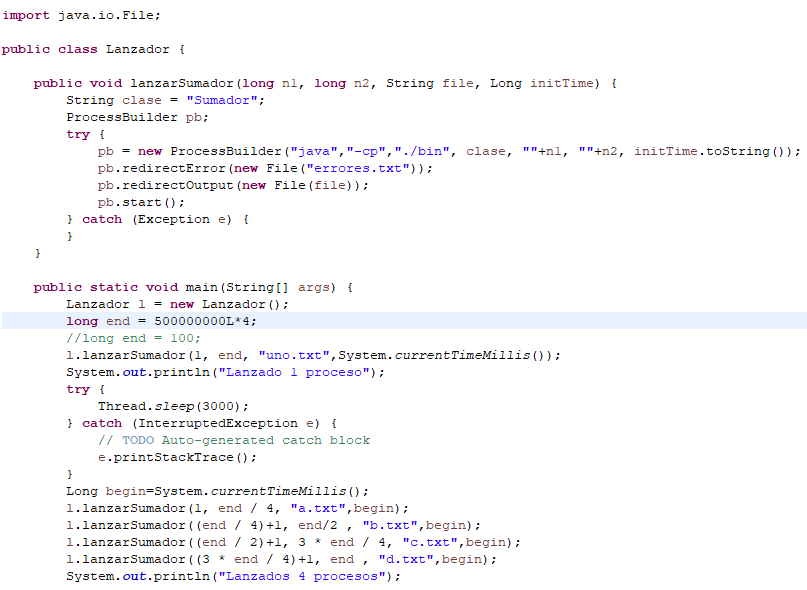 import java.io.File;
public class Lanzador {
public void lanzarSumador(long n1, long n2, String file, Long initTime) {
String clase = "Sumador";
ProcessBuilder pb;
try {
pb = new ProcessBuilder("java","-cp","./bin", clase, ""+n1, ""+n2, initTime.toString());
pb.redirectError(new File("errores.txt"));
pb.redirectOutput(new File(file));
pb.start();
} catch (Exception e) {
}
}
public static void main(String[] args) {
Lanzador l = new Lanzador();
long end = 500000000L*4;
//long end = 100;
l.lanzarSumador(1, end, "uno.txt",System.currentTimeMillis());
System.out.println("Lanzado 1 proceso");
try {
Thread.sleep(3000);
} catch (InterruptedException e) {
// TODO Auto-generated catch block
e.printStackTrace();
}
Long begin=System.currentTimeMillis();
l.lanzarSumador(1, end / 4, "a.txt",begin);
l.lanzarSumador((end / 4)+1, end/2 , "b.txt",begin);
l.lanzarSumador((end / 2)+1, 3 * end / 4, "c.txt",begin);
l.lanzarSumador((3 * end / 4)+1, end , "d.txt",begin);
System.out.println("Lanzados 4 procesos");